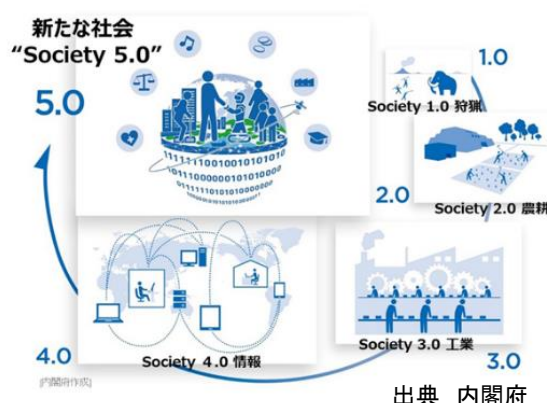 新たな社会
“Society 5.0”
5.0
1.0
Society 1.0 狩猟
2.0
Society 2.0 農耕
Society 3.0 工業
3.0
4.0
Society 4.0 情報
[内閣府作成]
出典 内閣府